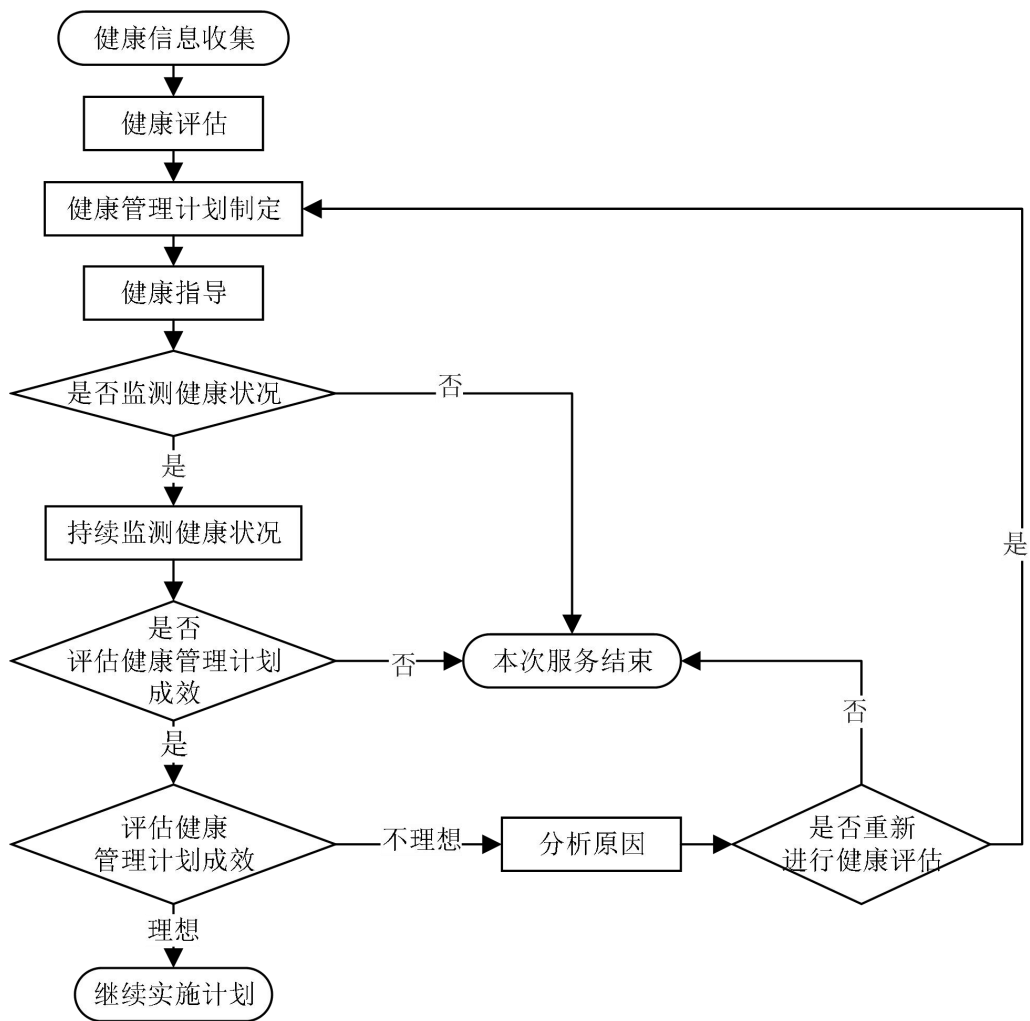 健康信息收集
健康评估
健康管理计划制定
健康指导
是否监测健康状况
否
是
持续监测健康状况
是
是否
评估健康管理计划
成效
否
本次服务结束
否
是
评估健康
管理计划成效
不理想
分析原因
是否重新
进行健康评估
理想
继续实施计划